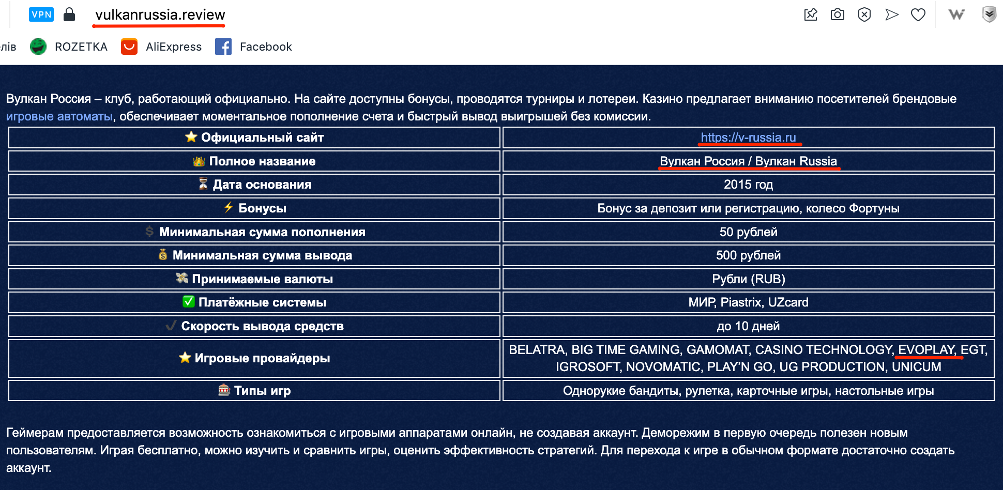 VPN vulkanrussia.review
лів ROZETKA AliExpress Facebook
Вулкан Россия – клуб, работающий официально. На сайте доступны бонусы, проводятся турниры и лотереи. Казино предлагает вниманию посетителей брендовые
игровые автоматы, обеспечивает моментальное пополнение счета и быстрый вывод выигрышей без комиссии.
⭐ Официальный сайт https://v-russia.ru
👑 Полное название Вулкан Россия / Вулкан Russia
⏳ Дата основания 2015 год
⚡ Бонусы Бонус за депозит или регистрацию, колесо Фортуны
💲 Минимальная сумма пополнения 50 рублей
💰 Минимальная сумма вывода 500 рублей
💸 Принимаемые валюты Рубли (RUB)
✅ Платёжные системы МИР, Piastrix, UZcard
✔ Скорость вывода средств до 10 дней
⭐ Игровые провайдеры BELATRA, BIG TIME GAMING, GAMOMAT, CASINO TECHNOLOGY, EVOPLAY, EGT,
IGROSOFT, NOVOMATIC, PLAY'N GO, UG PRODUCTION, UNICUM
🎰 Типы игр Однорукие бандиты, рулетка, карточные игры, настольные игры
Геймерам предоставляется возможность ознакомиться с игровыми аппаратами онлайн, не создавая аккаунт. Деморежим в первую очередь полезен новым
пользователям. Играя бесплатно, можно изучить и сравнить игры, оценить эффективность стратегий. Для перехода к игре в обычном формате достаточно создать
аккаунт.